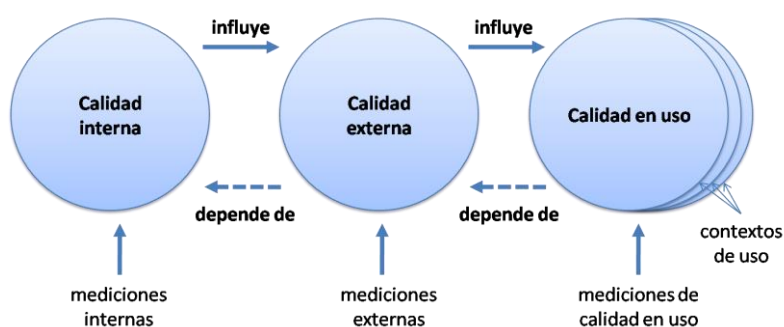 influye
influye
Calidad
interna
Calidad
externa
Calidad en uso
depende de
depende de
contextos
de uso
mediciones
internas
mediciones
externas
mediciones de
calidad en uso